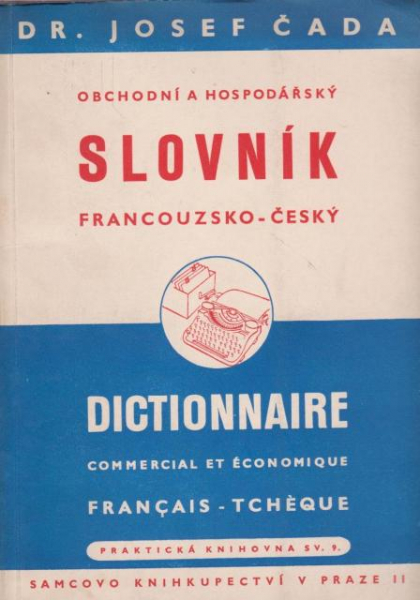 DR. JOSEF ČADA
OBCHODNÍ A HOSPODÁŘSKÝ
SLOVNÍK
FRANCOUZSKO-ČESKÝ
DICTIONNAIRE
COMMERCIAL ET ÉCONOMIQUE
FRANÇAIS - TCHÈQUE
PRAKTICKÁ KNIHOVNA SV. 9.
SAMCOVO KNIHKUPECTVÍ V PRAZE II